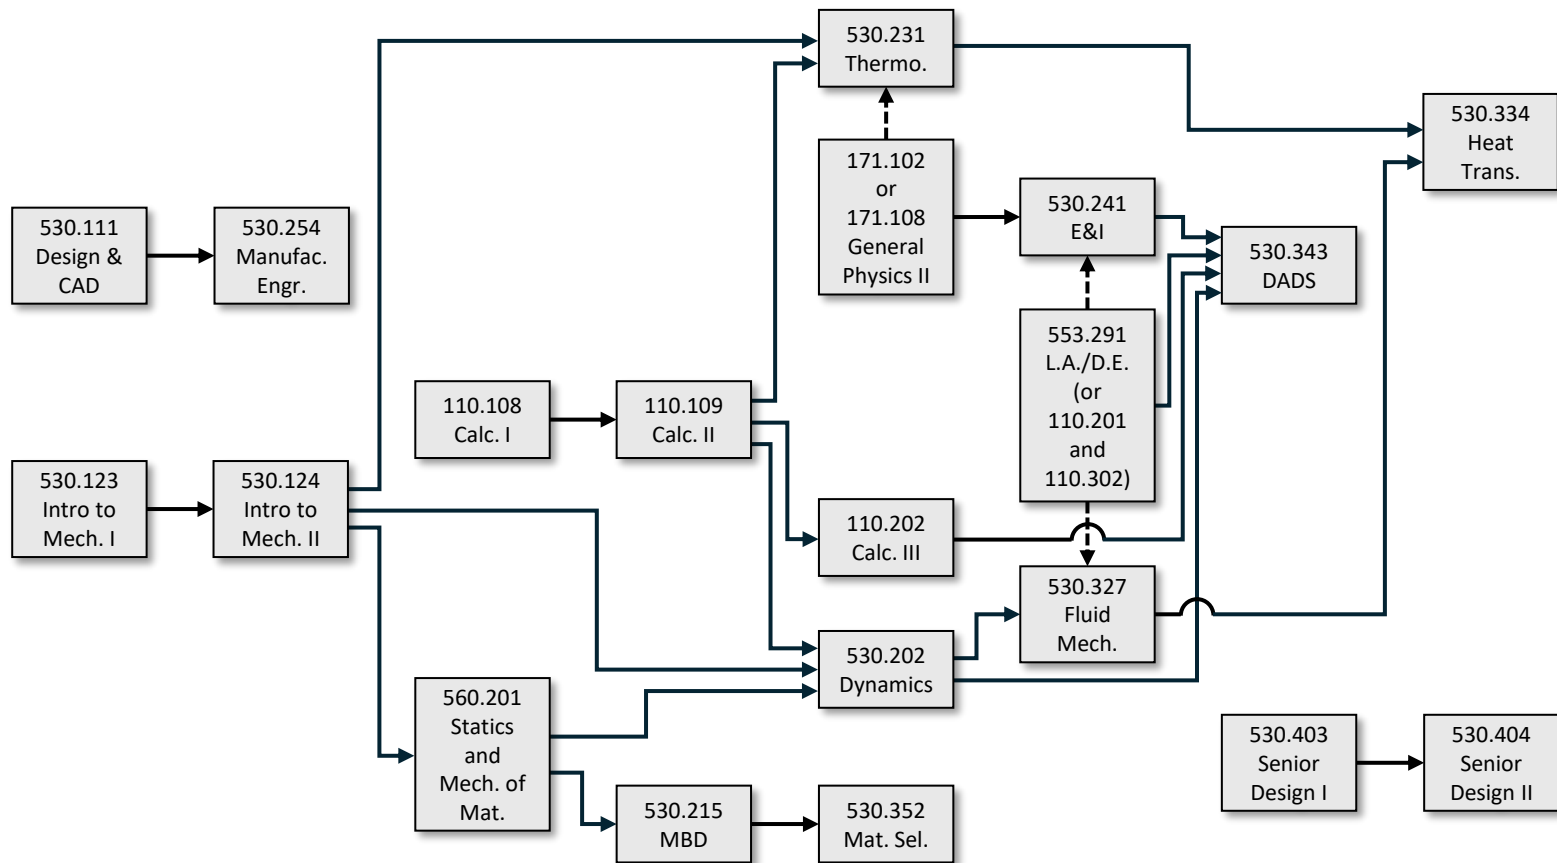 530.231
Thermo.
530.334
Heat
Trans.
171.102
or
171.108
General
Physics II
530.241
E&I
530.111
Design &
CAD
530.254
Manufac.
Engr.
530.343
DADS
553.291
L.A./D.E.
(or
110.201
and
110.302)
110.108
Calc. I
110.109
Calc. II
530.123
Intro to
Mech. I
530.124
Intro to
Mech. II
110.202
Calc. III
530.327
Fluid
Mech.
530.202
Dynamics
560.201
Statics
and
Mech. of
Mat.
530.403
Senior
Design I
530.404
Senior
Design II
530.215
MBD
530.352
Mat. Sel.